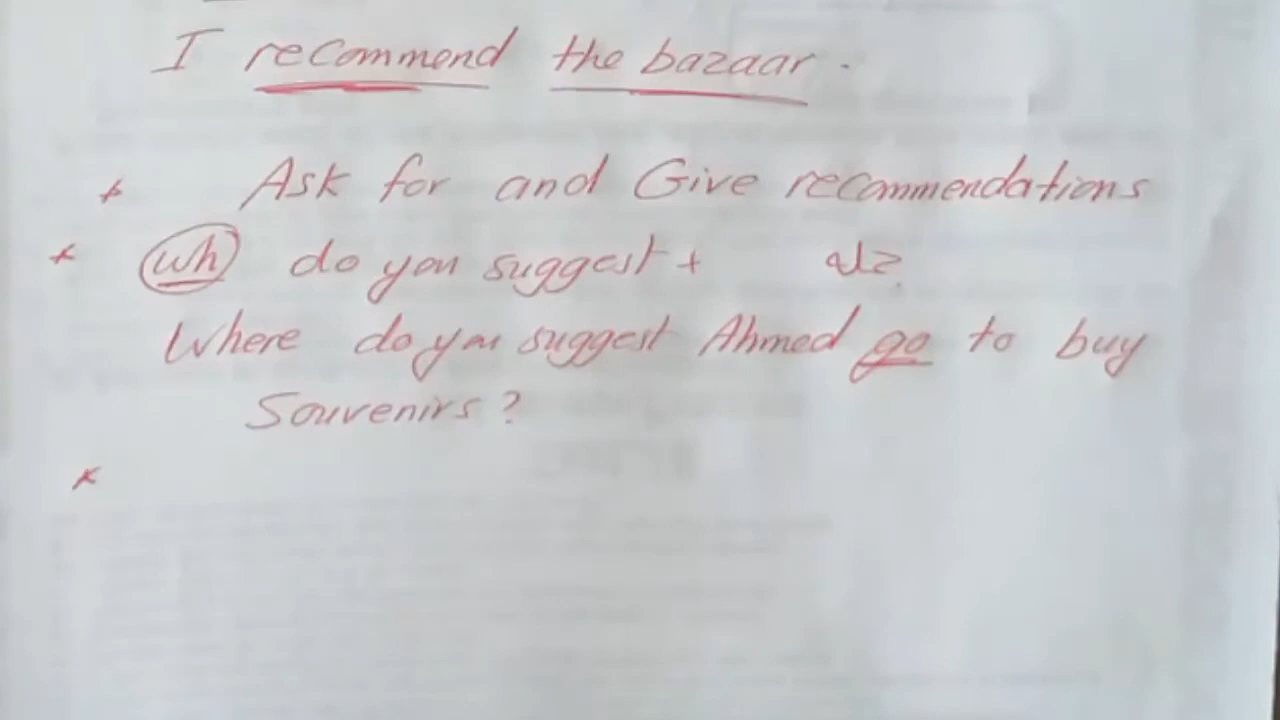 I recommend the bazaar.
* Ask for and Give recommendations
* wh do you suggest + فاعل
Where do you suggest Ahmed go to buy
Souvenirs?
*